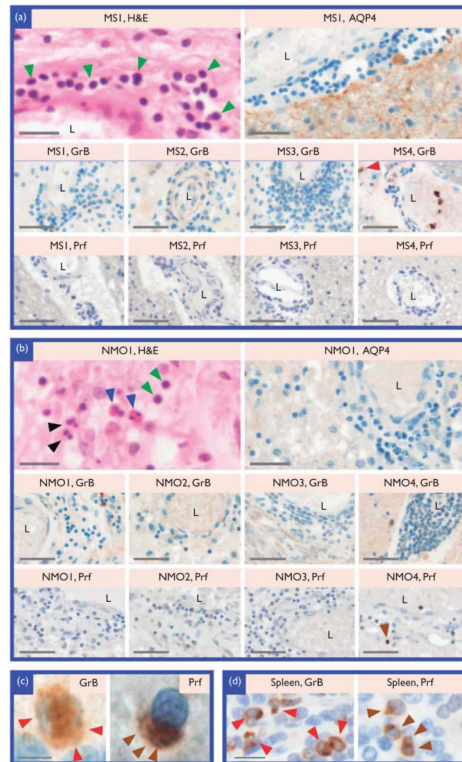 (a) MS1, H&E MS1, AQP4
L L
MS1, GrB MS2, GrB MS3, GrB MS4, GrB
L L L L
MS1, Prf MS2, Prf MS3, Prf MS4, Prf
L L L L
(b) NMO1, H&E NMO1, AQP4
L
NMO1, GrB NMO2, GrB NMO3, GrB NMO4, GrB
L L L L
NMO1, Prf NMO2, Prf NMO3, Prf NMO4, Prf
L L L L
(c) GrB Prf (d) Spleen, GrB Spleen, Prf